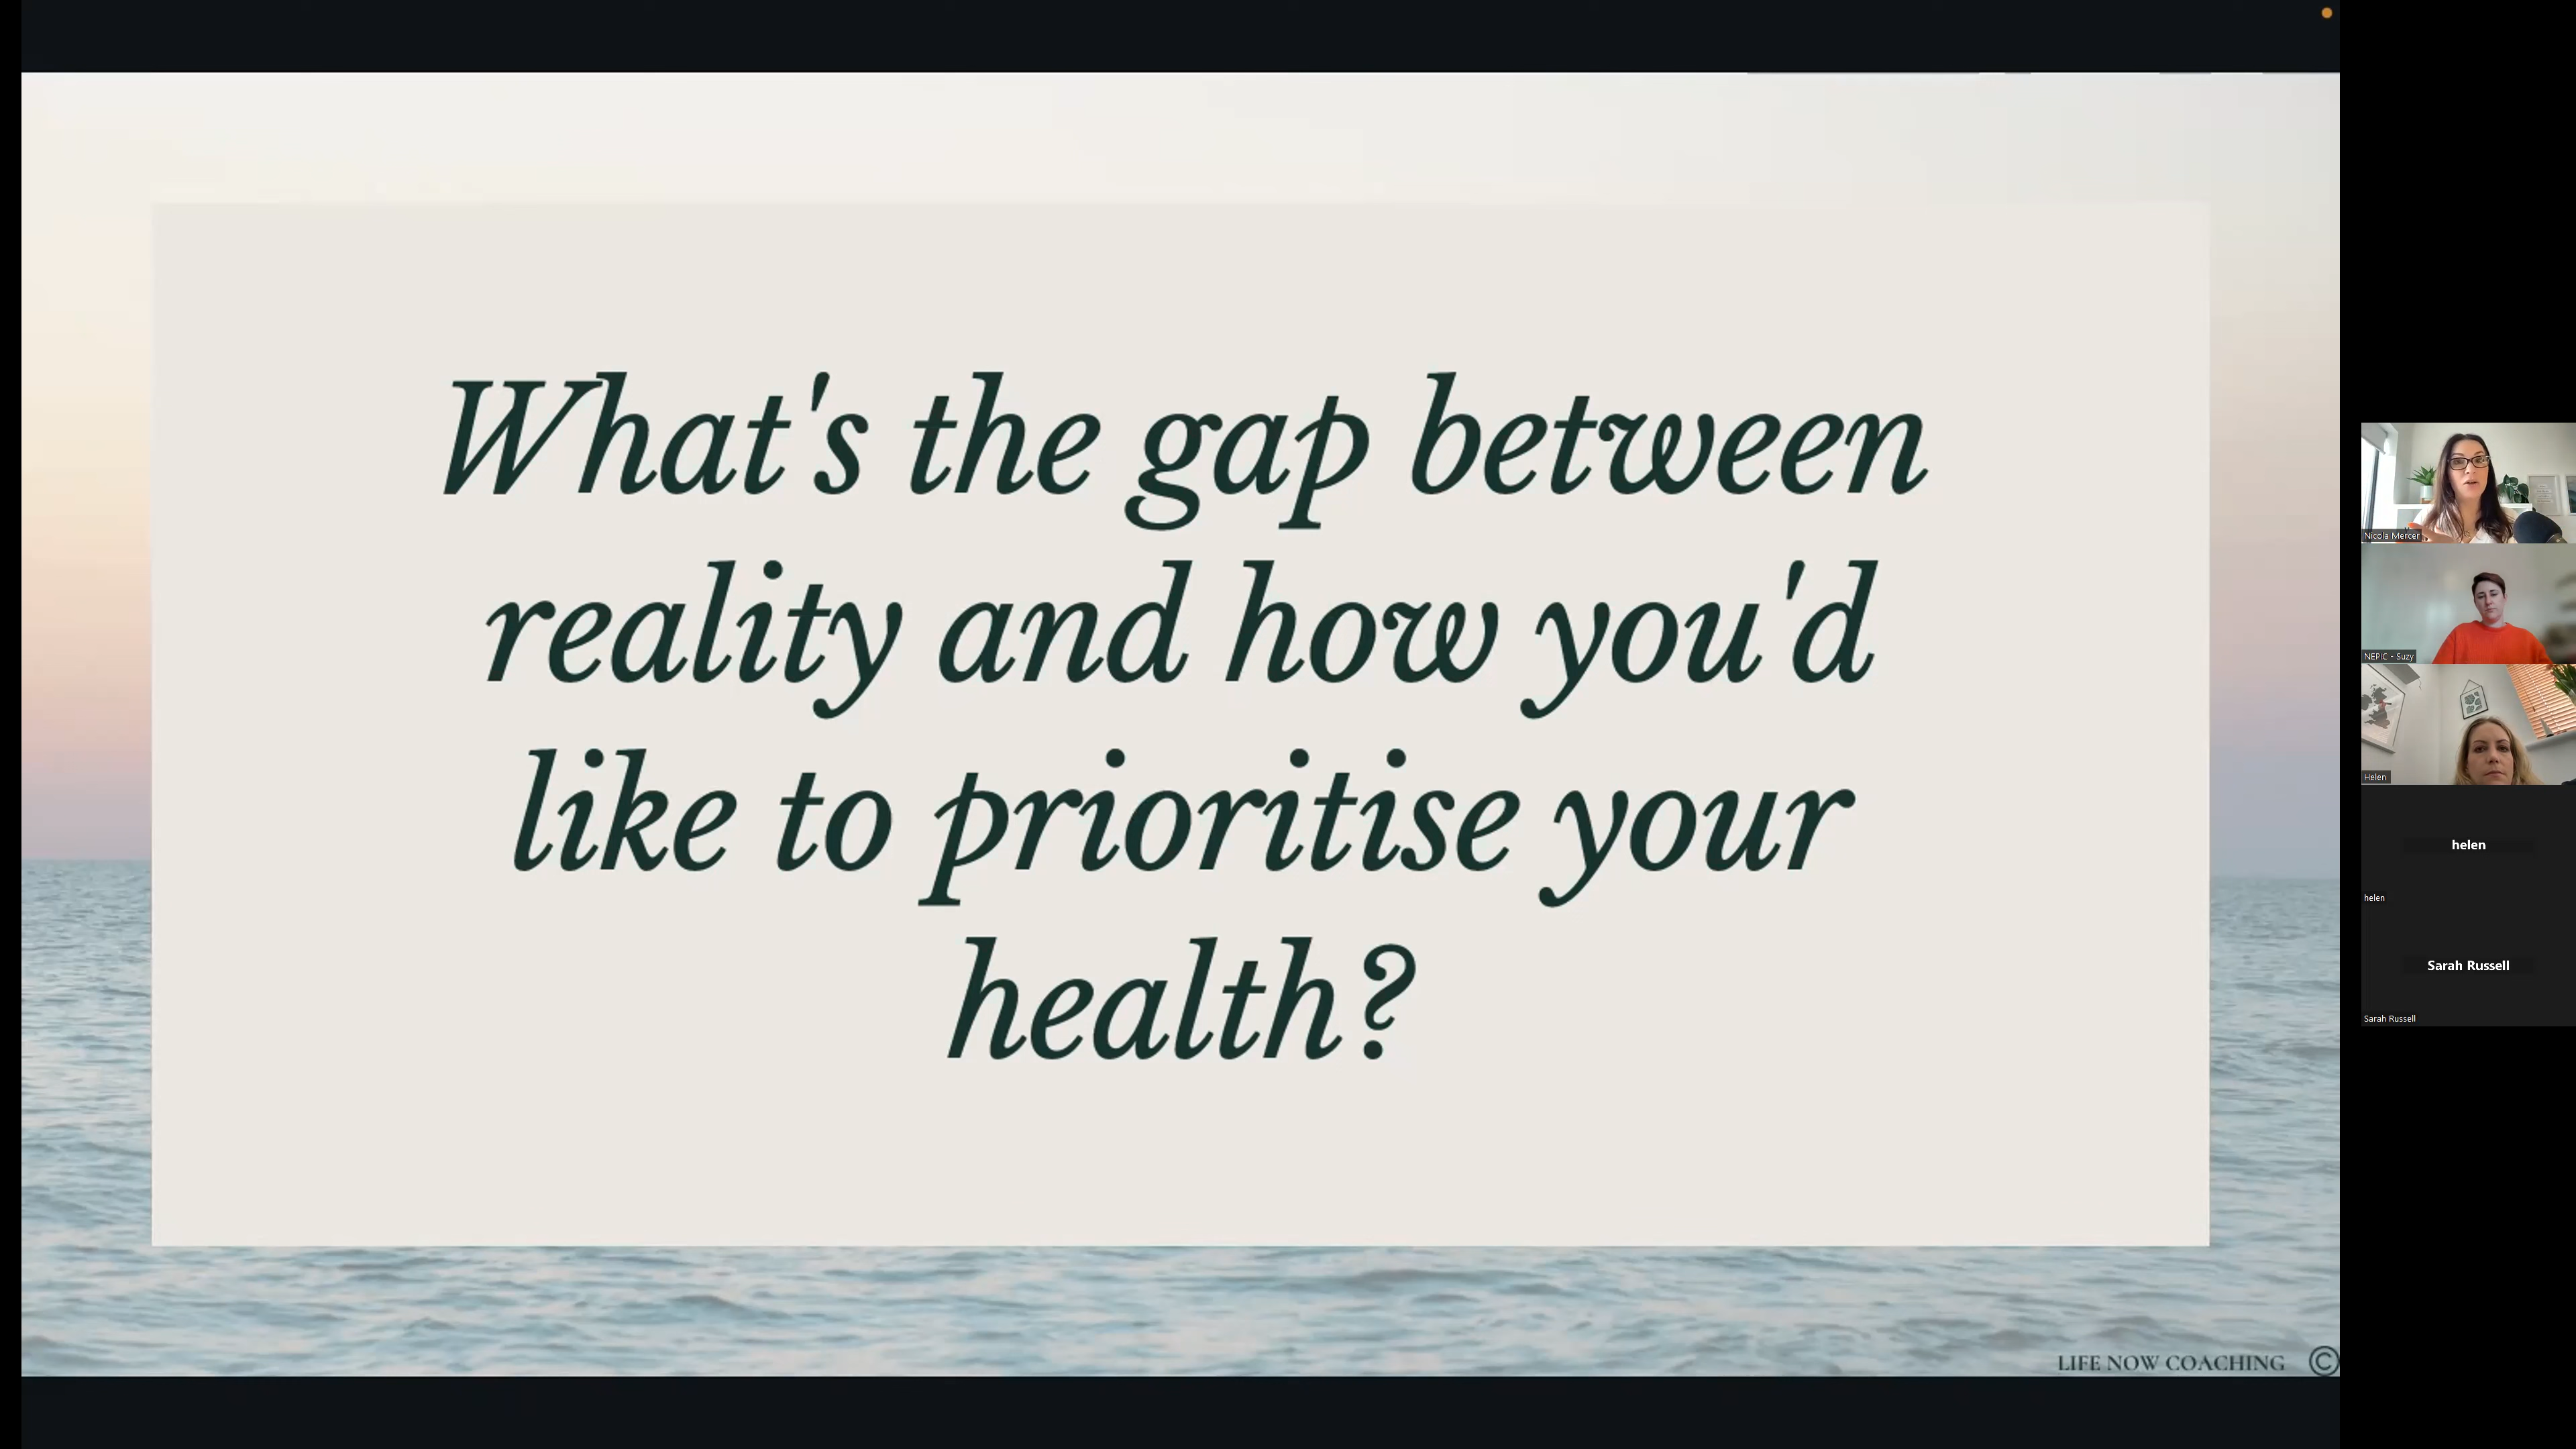 What's the gap between
reality and how you'd
like to prioritise your
health?
LIFE NOW COACHING ©
Nicola Mercer
NEPIC - Suzy
Helen
helen
helen
Sarah Russell
Sarah Russell